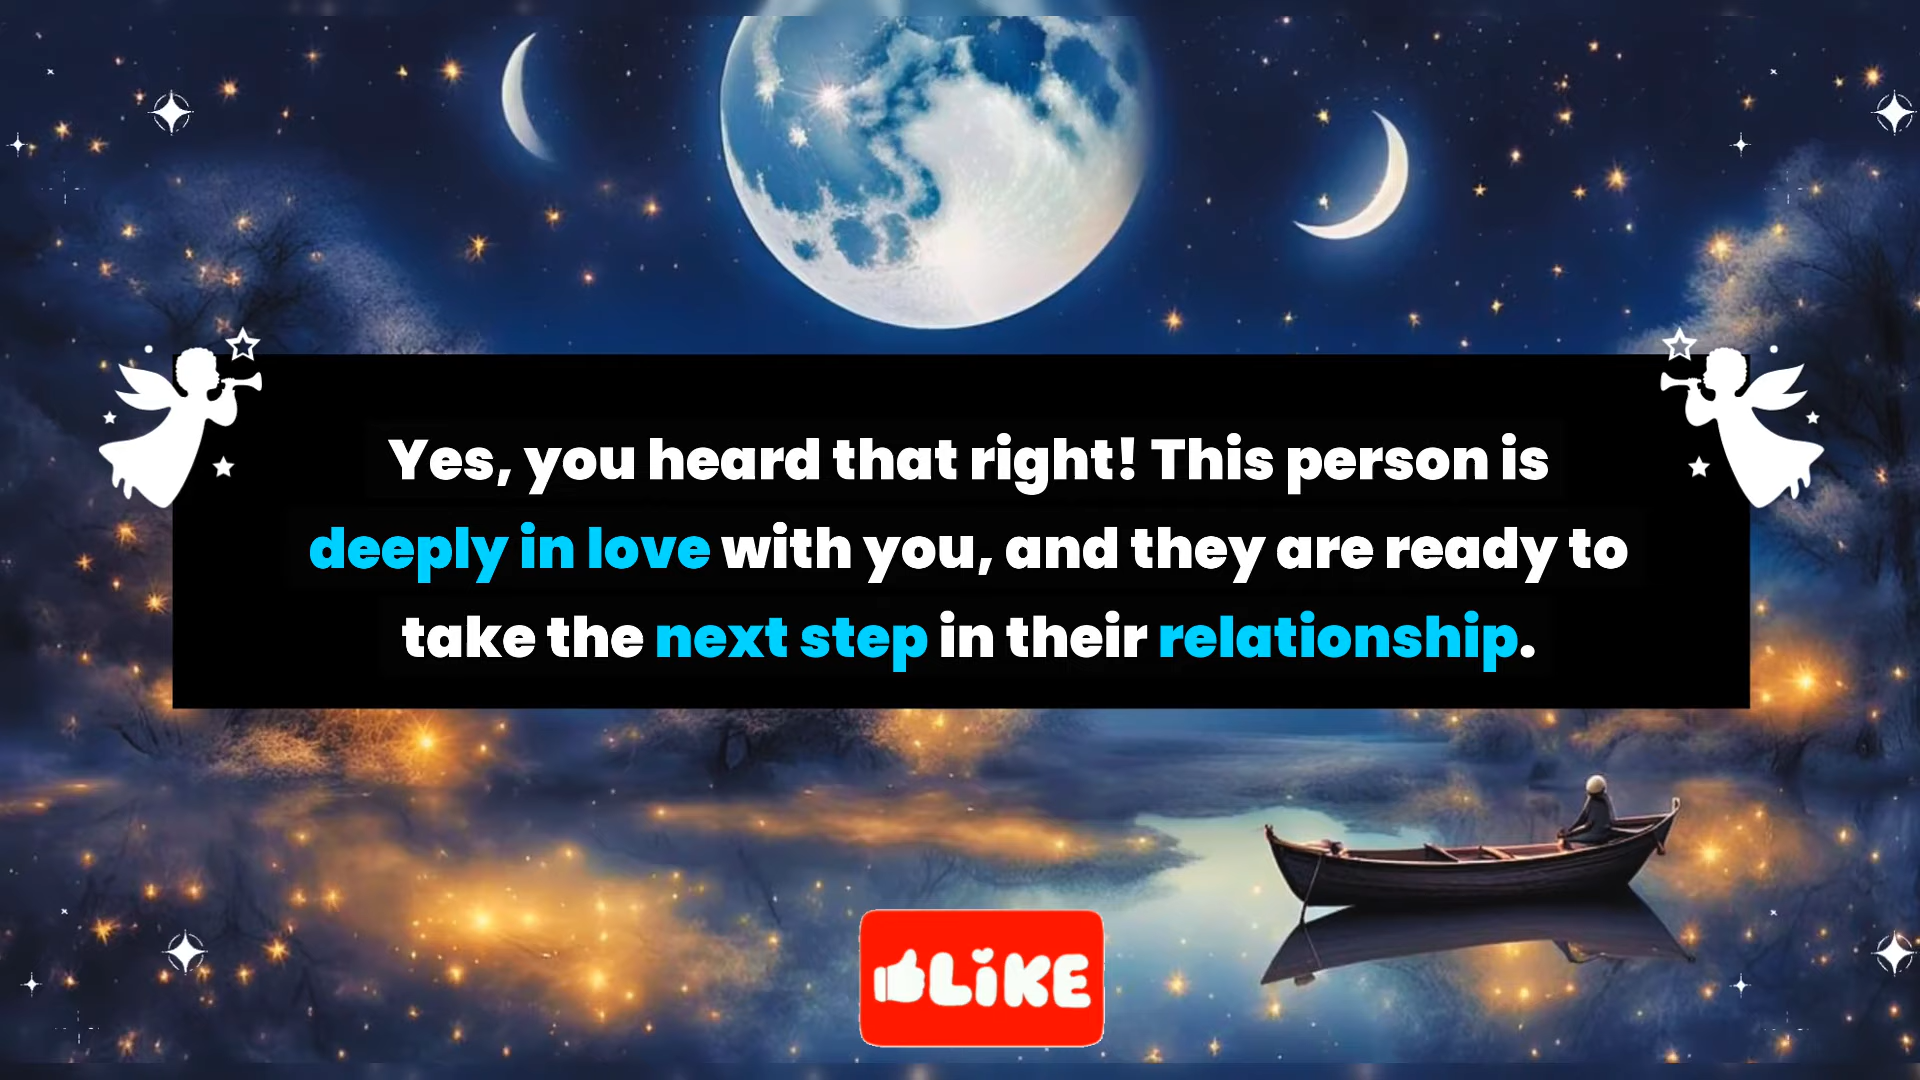 Yes, you heard that right! This person is
deeply in love with you, and they are ready to
take the next step in their relationship.
LiKE